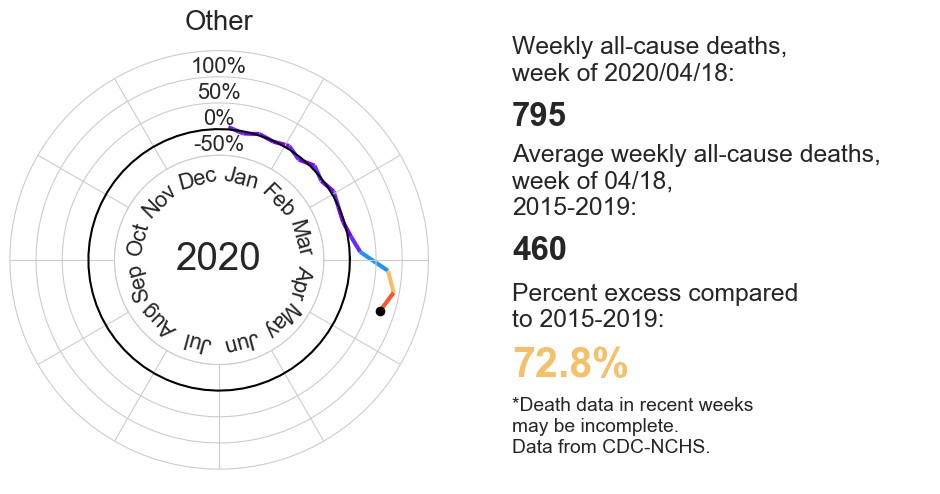 Other
100%
50%
0%
-50%
Jan
Feb
Mar
Apr
May
Jun
Jul
Aug
Sep
Oct
Nov
Dec
2020
Weekly all-cause deaths,
week of 2020/04/18:
795
Average weekly all-cause deaths,
week of 04/18,
2015-2019:
460
Percent excess compared
to 2015-2019:
72.8%
*Death data in recent weeks
may be incomplete.
Data from CDC-NCHS.